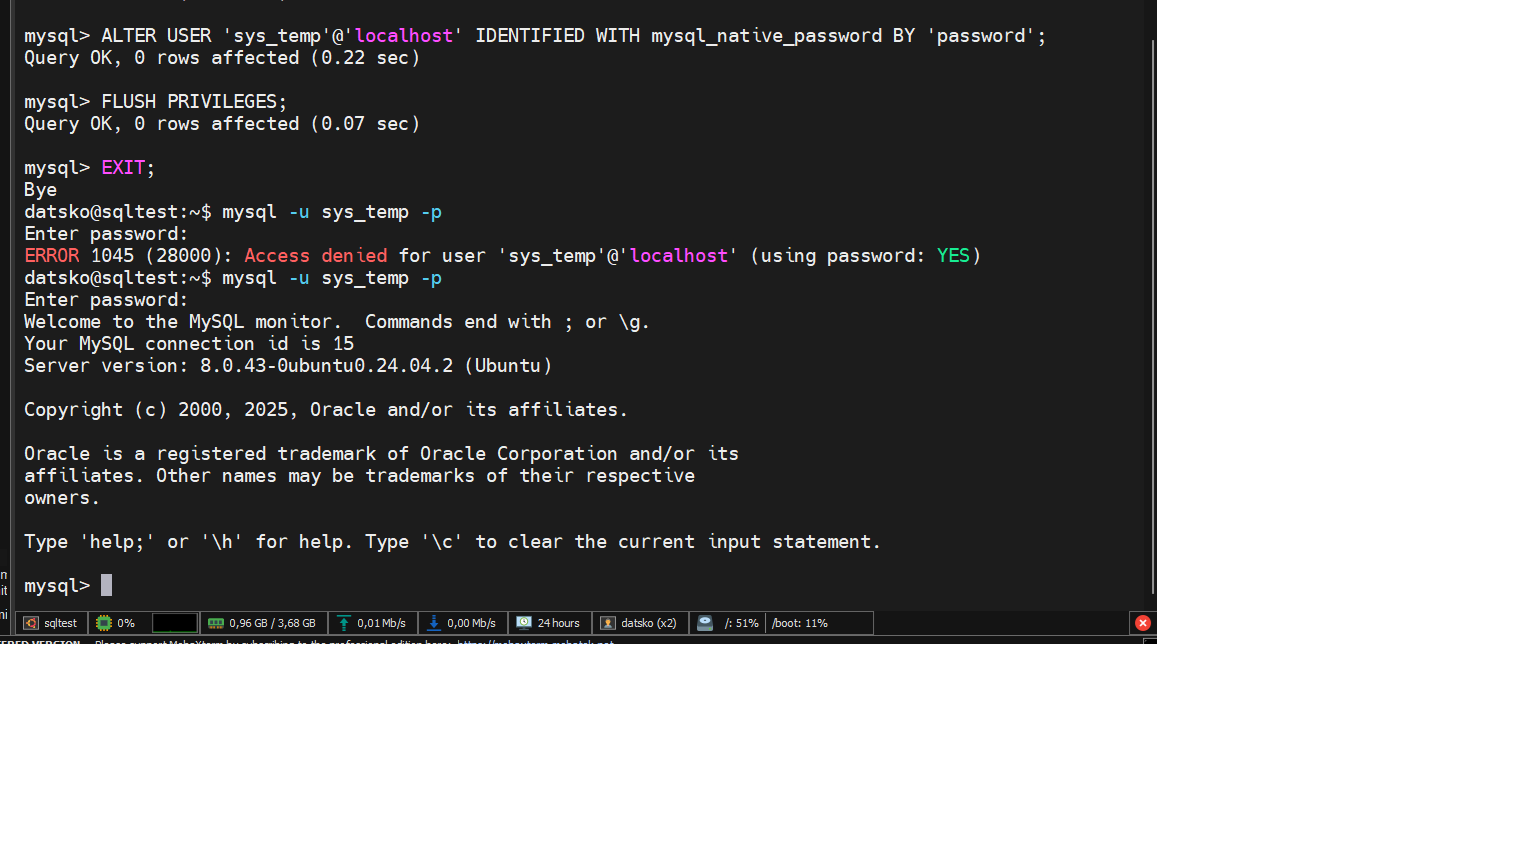 mysql> ALTER USER 'sys_temp'@'localhost' IDENTIFIED WITH mysql_native_password BY 'password';
Query OK, 0 rows affected (0.22 sec)
mysql> FLUSH PRIVILEGES;
Query OK, 0 rows affected (0.07 sec)
mysql> EXIT;
Bye
datsko@sqltest:~$ mysql -u sys_temp -p
Enter password:
ERROR 1045 (28000): Access denied for user 'sys_temp'@'localhost' (using password: YES)
datsko@sqltest:~$ mysql -u sys_temp -p
Enter password:
Welcome to the MySQL monitor.  Commands end with ; or \g.
Your MySQL connection id is 15
Server version: 8.0.43-0ubuntu0.24.04.2 (Ubuntu)
Copyright (c) 2000, 2025, Oracle and/or its affiliates.
Oracle is a registered trademark of Oracle Corporation and/or its
affiliates. Other names may be trademarks of their respective
owners.
Type 'help;' or '\h' for help. Type '\c' to clear the current input statement.
mysql>
sqltest 0% 0,96 GB / 3,68 GB 0,01 Mb/s 0,00 Mb/s 24 hours datsko (x2) /: 51% /boot: 11%